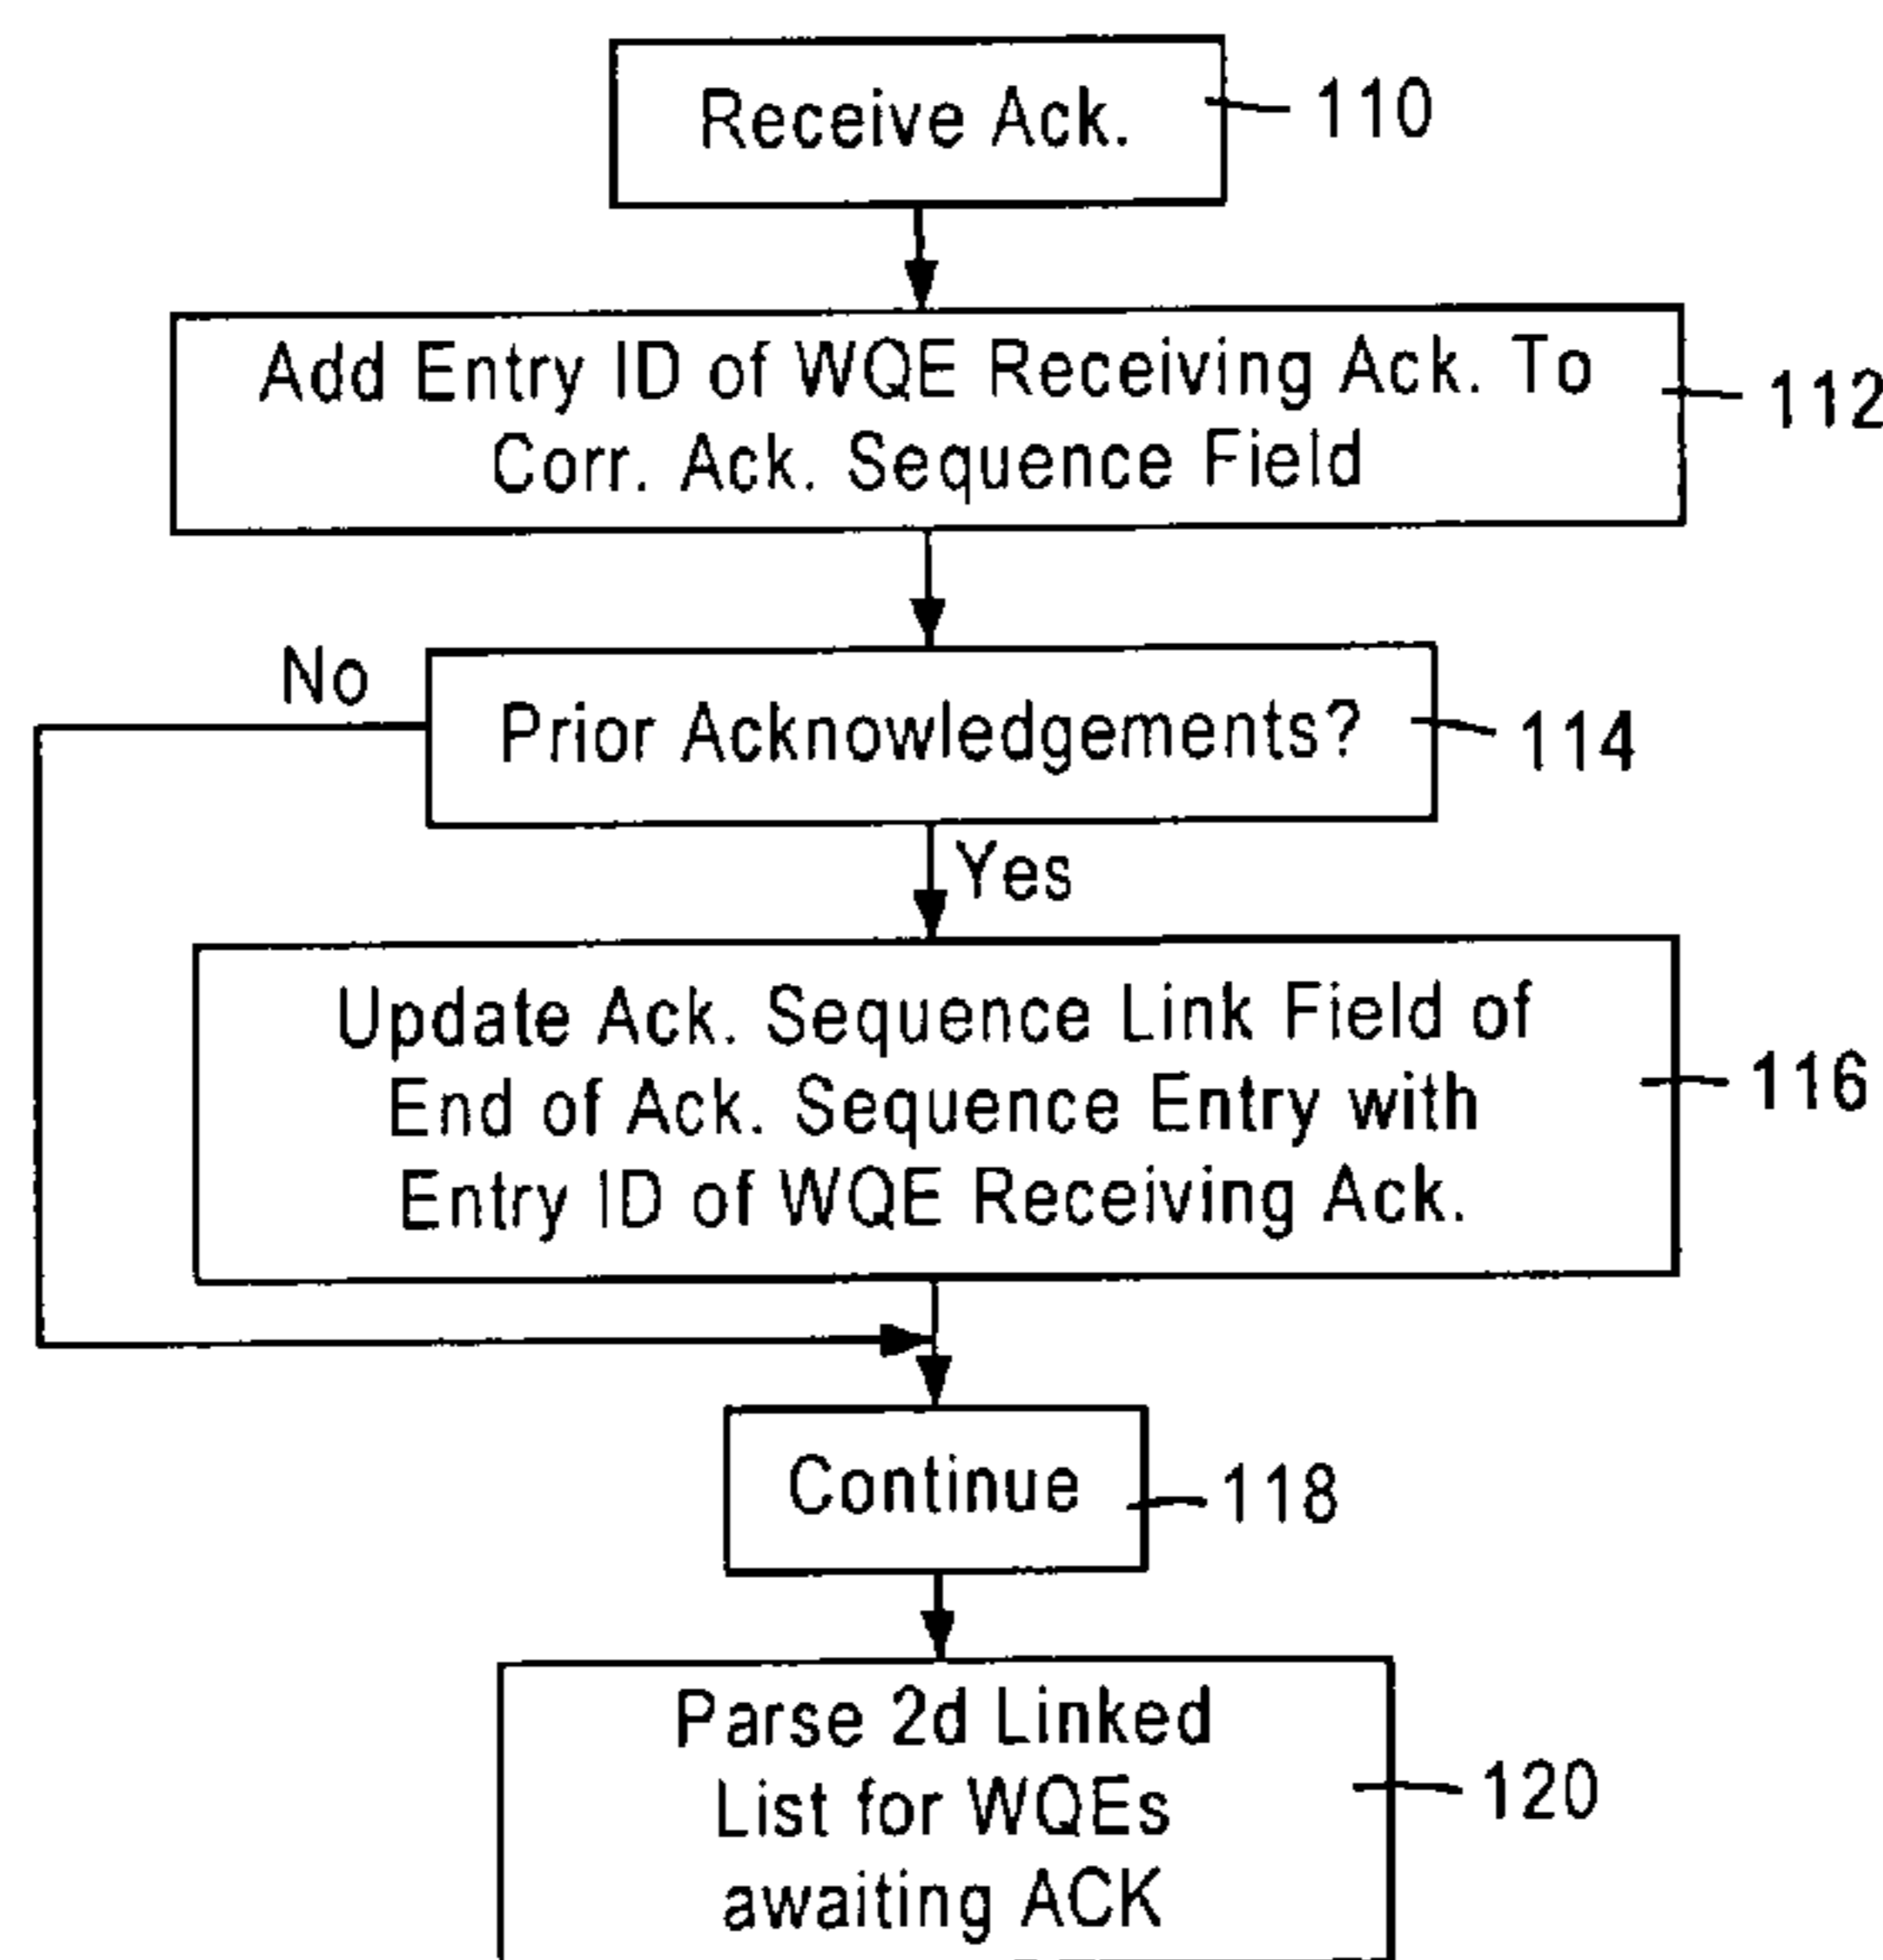 Receive Ack.
110
Add Entry ID of WQE Receiving Ack. To
Corr. Ack. Sequence Field
112
No
Prior Acknowledgements?
114
Yes
Update Ack. Sequence Link Field of
End of Ack. Sequence Entry with
Entry ID of WQE Receiving Ack.
116
Continue
118
Parse 2d Linked
List for WQEs
awaiting ACK
120